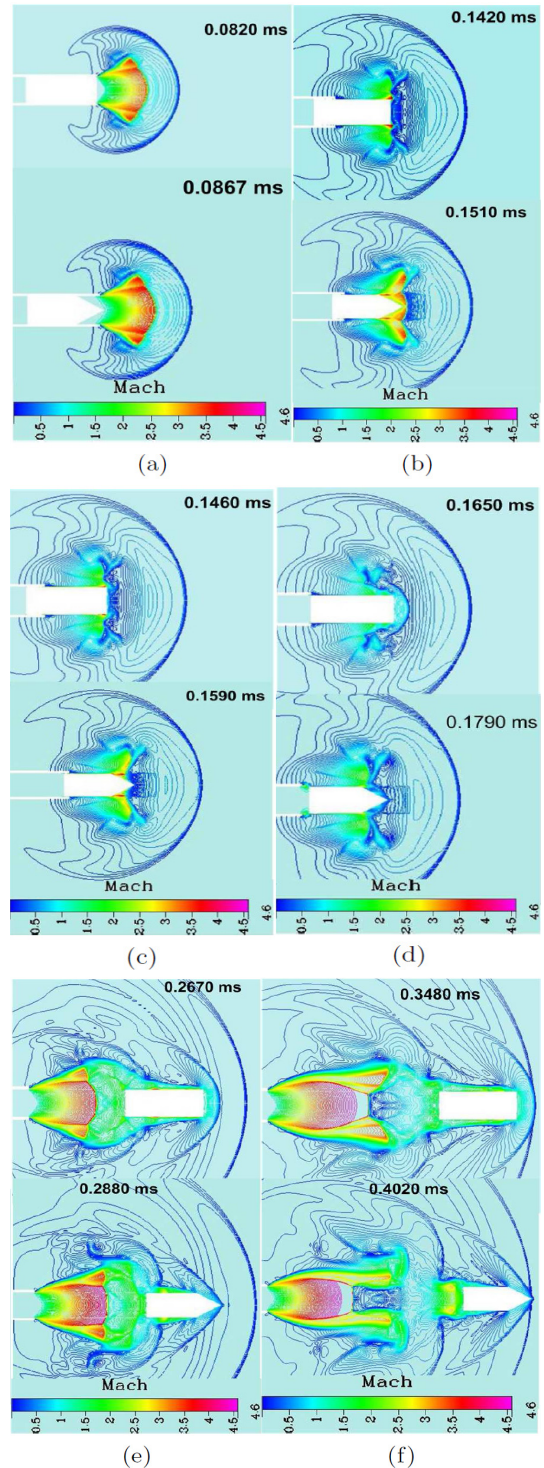 0.0820 ms
0.1420 ms
0.0867 ms
0.1510 ms
Mach
Mach
0.5 1 1.5 2 2.5 3 3.5 4 4.5 4.6
0.5 1 1.5 2 2.5 3 3.5 4 4.5 4.6
(a)
(b)
0.1460 ms
0.1650 ms
0.1590 ms
0.1790 ms
Mach
Mach
0.5 1 1.5 2 2.5 3 3.5 4 4.5 4.6
0.5 1 1.5 2 2.5 3 3.5 4 4.5 4.6
(c)
(d)
0.2670 ms
0.3480 ms
0.2880 ms
0.4020 ms
Mach
Mach
0.5 1 1.5 2 2.5 3 3.5 4 4.5 4.6
0.5 1 1.5 2 2.5 3 3.5 4 4.5 4.6
(e)
(f)